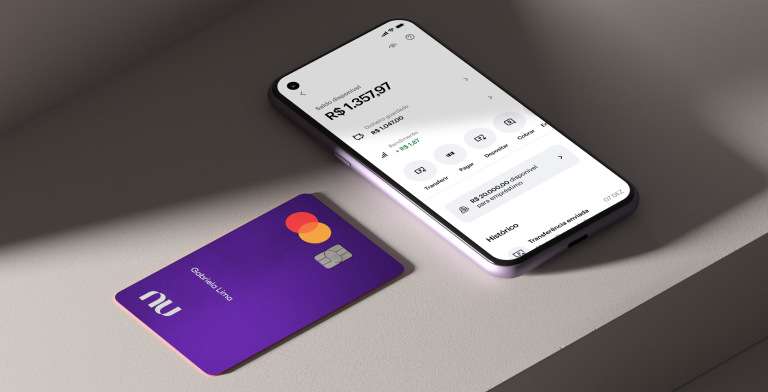 Saldo disponível
R$ 1.357,97
Dinheiro guardado
R$ 1.047,00
Rendimento
+ R$ 1,67
Transferir
Pagar
Depositar
Cobrar
R$ 20.000,00 disponível
para empréstimo
Histórico
Transferência enviada
07 DEZ
Gabriela Lima
nu